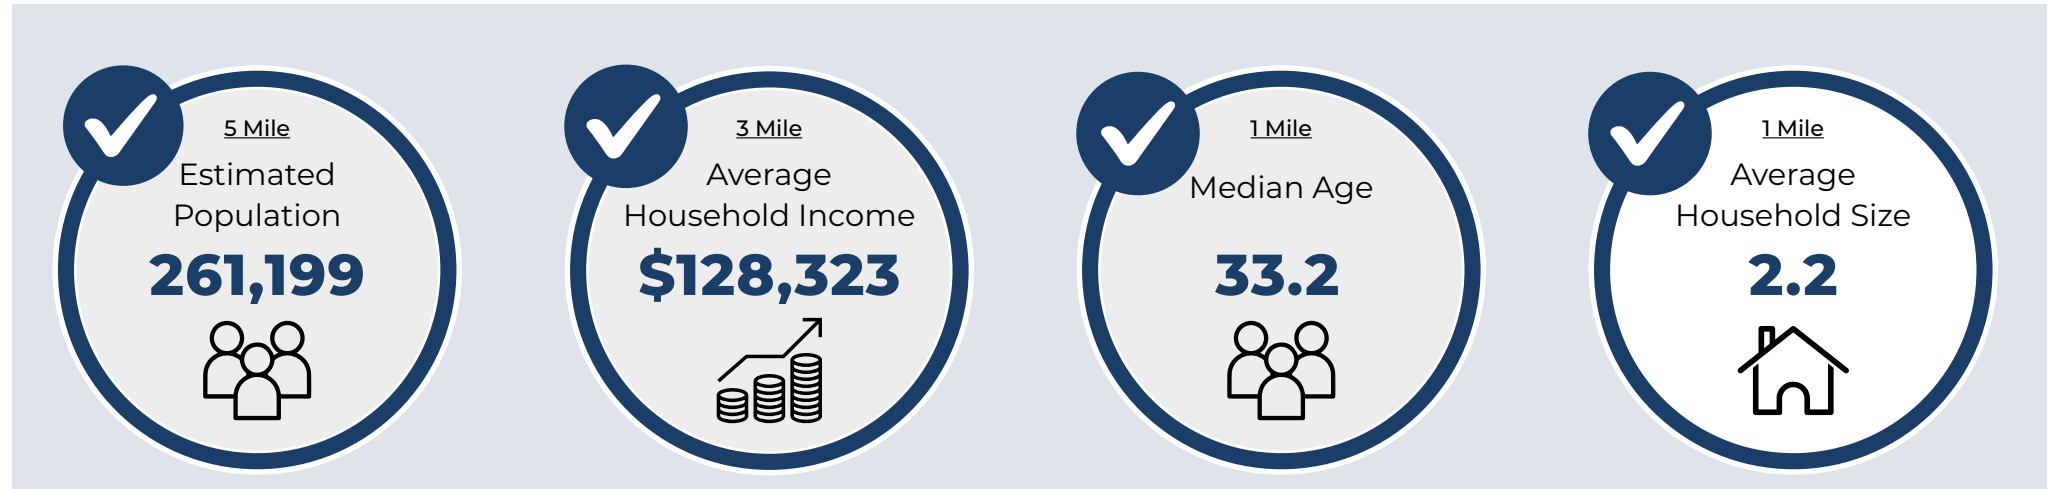 5 Mile
Estimated
Population
261,199
3 Mile
Average
Household Income
$128,323
1 Mile
Median Age
33.2
1 Mile
Average
Household Size
2.2